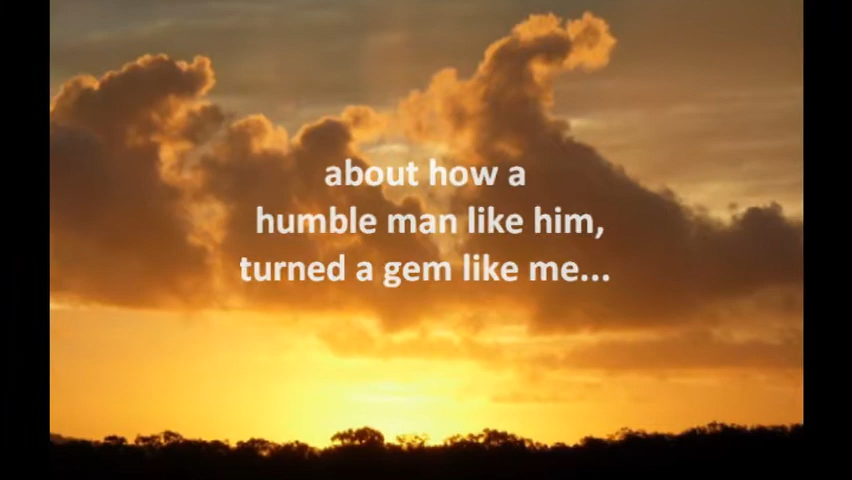 about how a
humble man like him,
turned a gem like me...